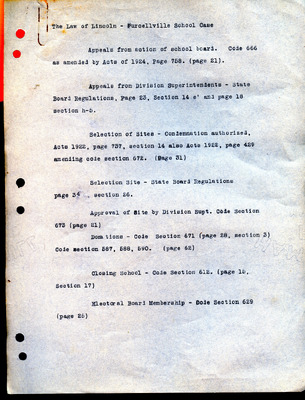 The Law of Lincoln - Purcellville School Case
Appeals from action of school board. Code 666
as amended by Acts of 1924, Page 758. (page 21).
Appeals from Division Superintendents - State
Board Regulations, Page 23, Section 14 and page 18
section h-5.
Selection of Sites - Condemnation authorised,
Acts 1922, page 737, section 14 also Acts 1922, page 429
amending code section 672. (Page 31)
Selection Site - State Board Regulations
page section 26.
Approval of Site by Division Supt. Code Section
673 (page 21)
Donations - Code Section 671 (page 28, section 3)
Code section 587, 588, 590. (page 62)
Closing School - Code Section 612. (page 15,
Section 17)
Electoral Board Membership - Code Section 629
(page 25)